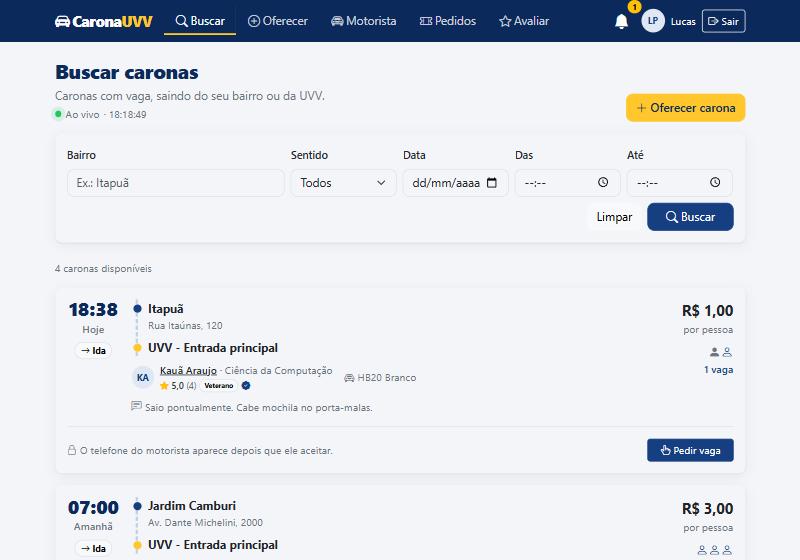 CaronaUVV Buscar Oferecer Motorista Pedidos Avaliar 1 LP Lucas Sair
Buscar caronas
Caronas com vaga, saindo do seu bairro ou da UVV.
Ao vivo · 18:18:49
+ Oferecer carona
Bairro Sentido Data Das Até
Ex.: Itapuã Todos dd/mm/aaaa --:-- --:--
Limpar Buscar
4 caronas disponíveis
18:38
Hoje
→ Ida
Itapuã
Rua Itaúnas, 120
UVV - Entrada principal
KA
Kauã Araujo · Ciência da Computação
5,0 (4) Veterano
HB20 Branco
Saio pontualmente. Cabe mochila no porta-malas.
R$ 1,00
por pessoa
1 vaga
O telefone do motorista aparece depois que ele aceitar.
Pedir vaga
07:00
Amanhã
→ Ida
Jardim Camburi
Av. Dante Michelini, 2000
UVV - Entrada principal
R$ 3,00
por pessoa